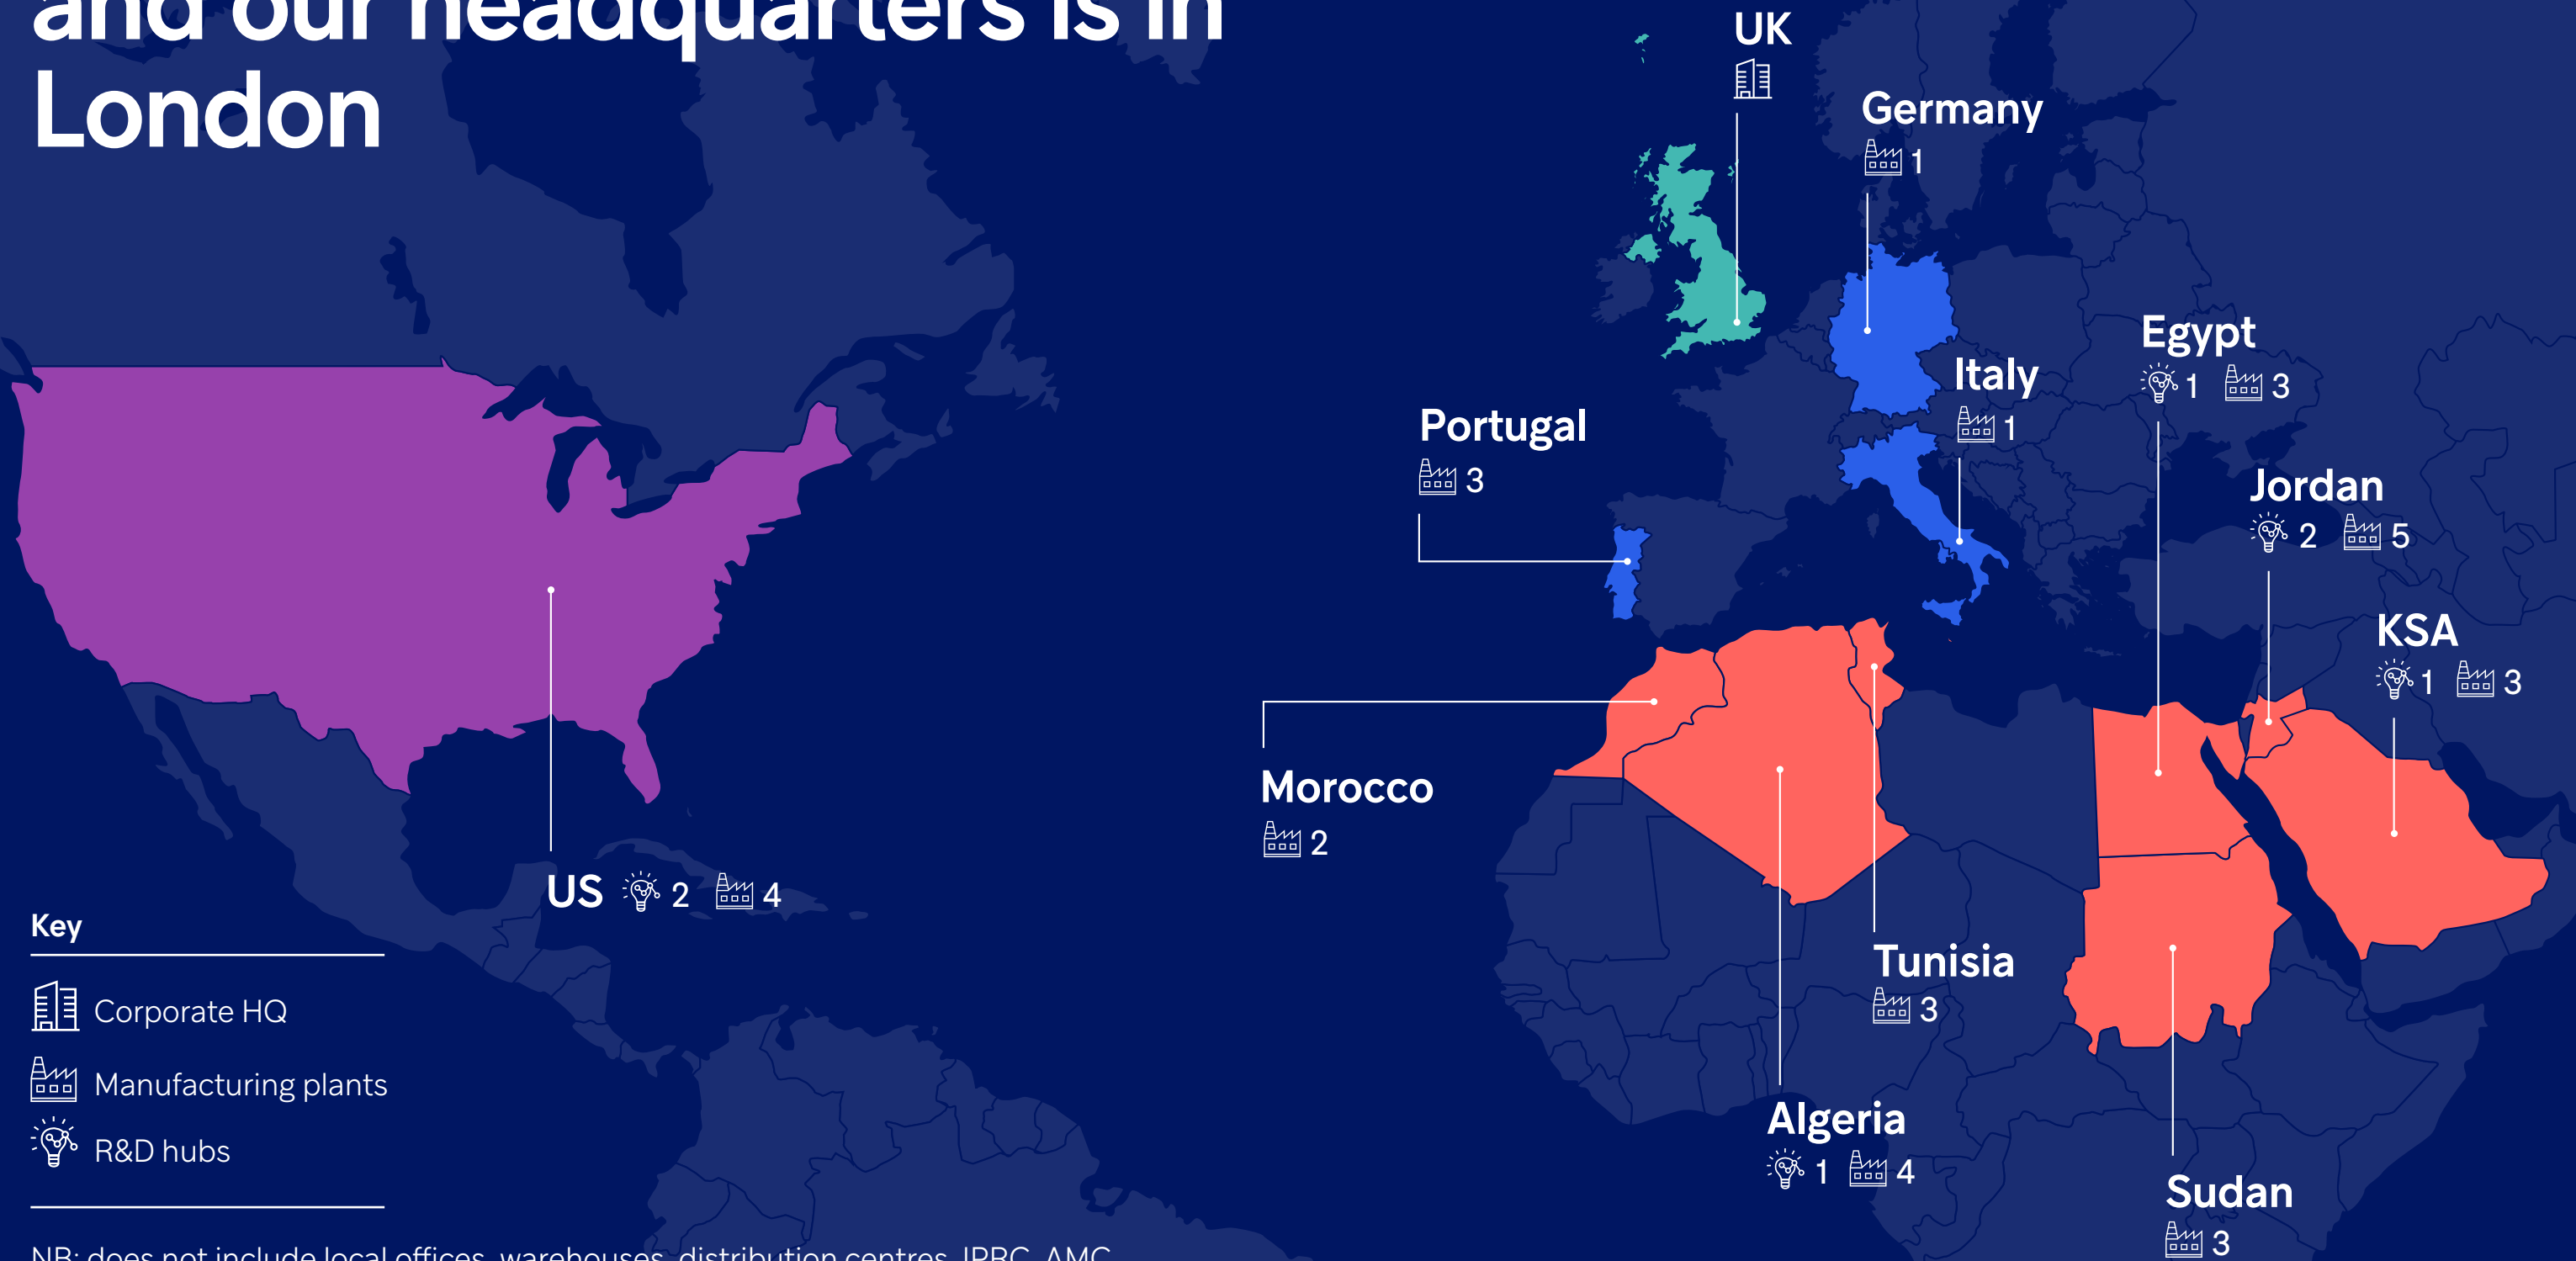 and our headquarters is in
London
UK
Germany
1
Italy
1
Egypt
1 3
Portugal
3
Jordan
2 5
KSA
1 3
Morocco
2
US 2 4
Tunisia
3
Algeria
1 4
Sudan
3
Key
Corporate HQ
Manufacturing plants
R&D hubs
NB: does not include local offices, warehouses, distribution centres, IPRC, AMC